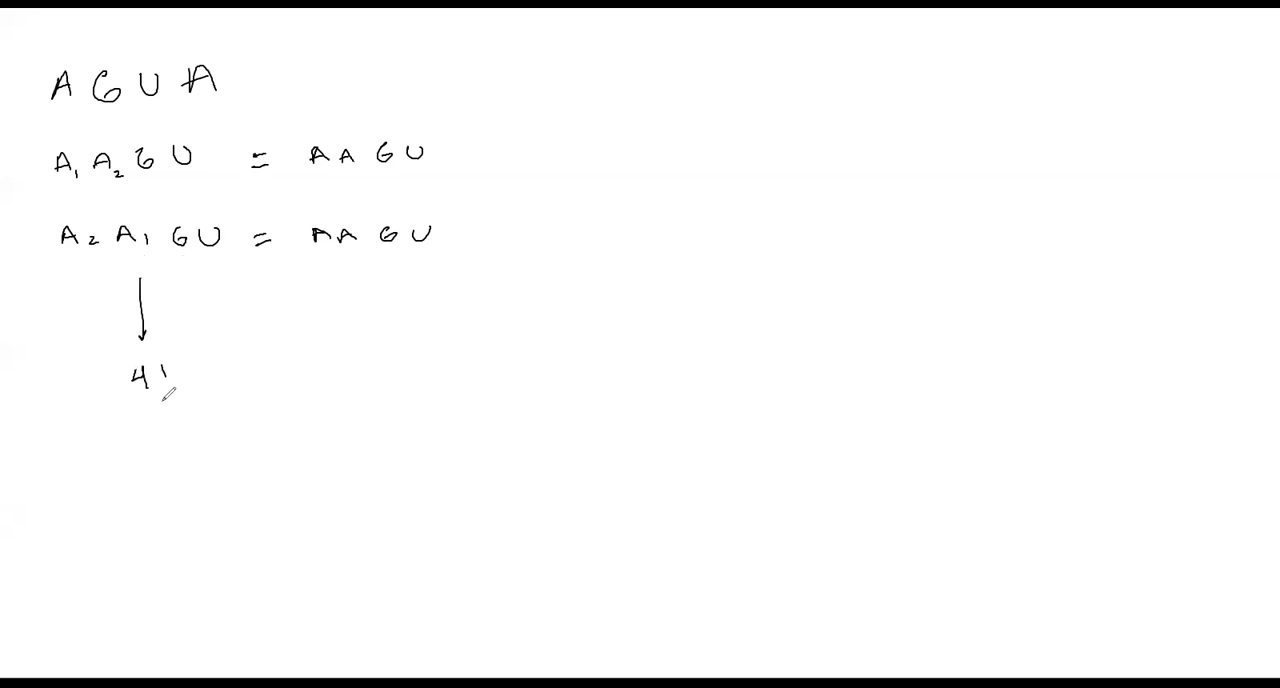 A G U A
A₁ A₂ G U = A A G U
A₂ A₁ G U = A A G U
4